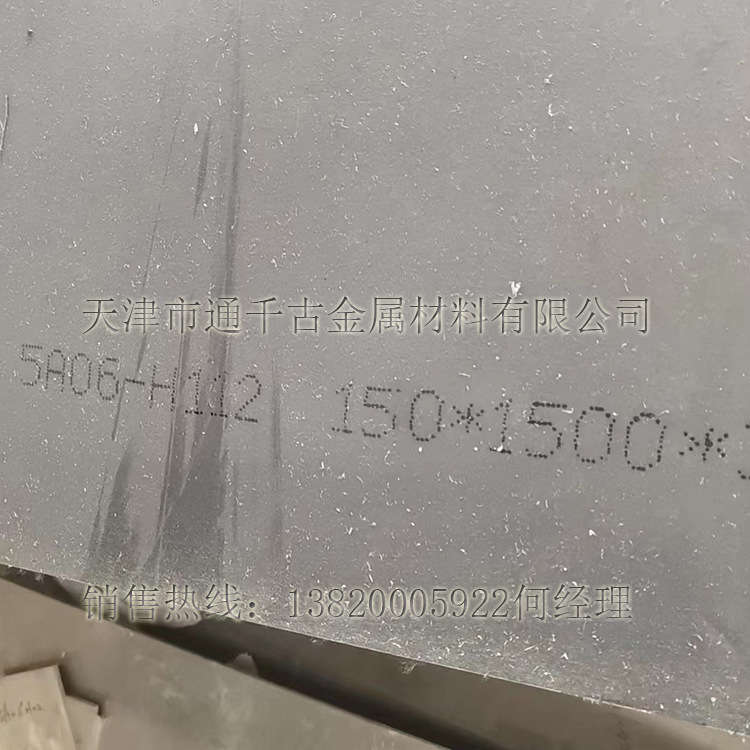 天津市通千古金属材料有限公司
5A06-H112 150*1500*
销售热线：13820005922何经理